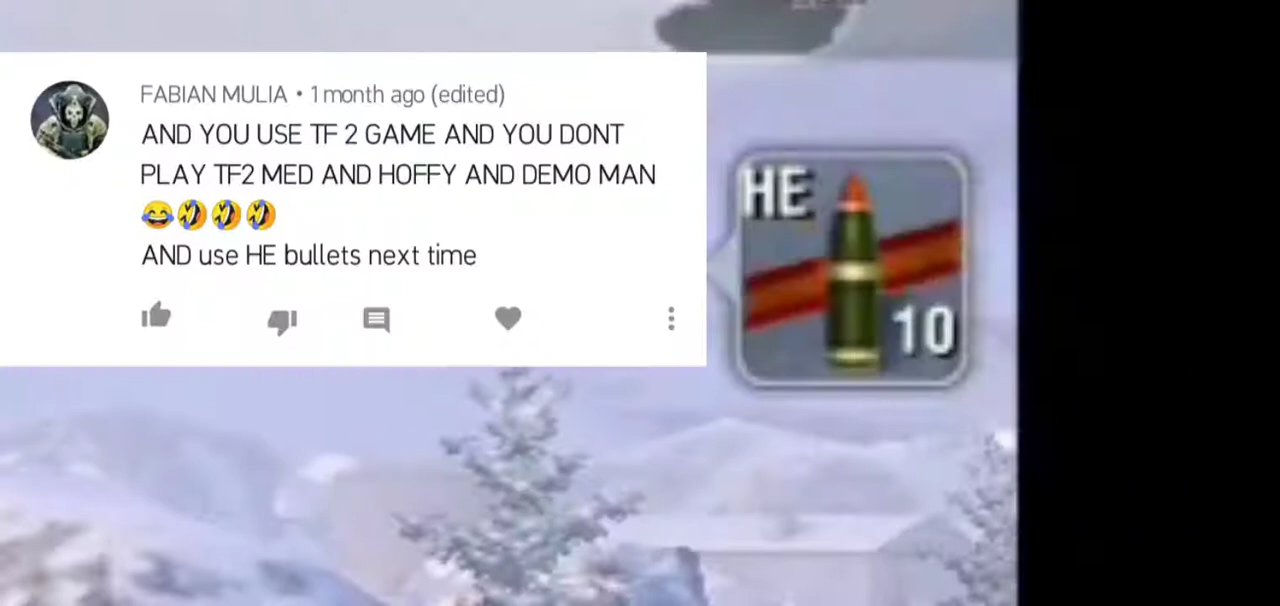 FABIAN MULIA • 1 month ago (edited)
AND YOU USE TF 2 GAME AND YOU DONT
PLAY TF2 MED AND HOFFY AND DEMO MAN
😂🤣🤣🤣
AND use HE bullets next time
HE
10